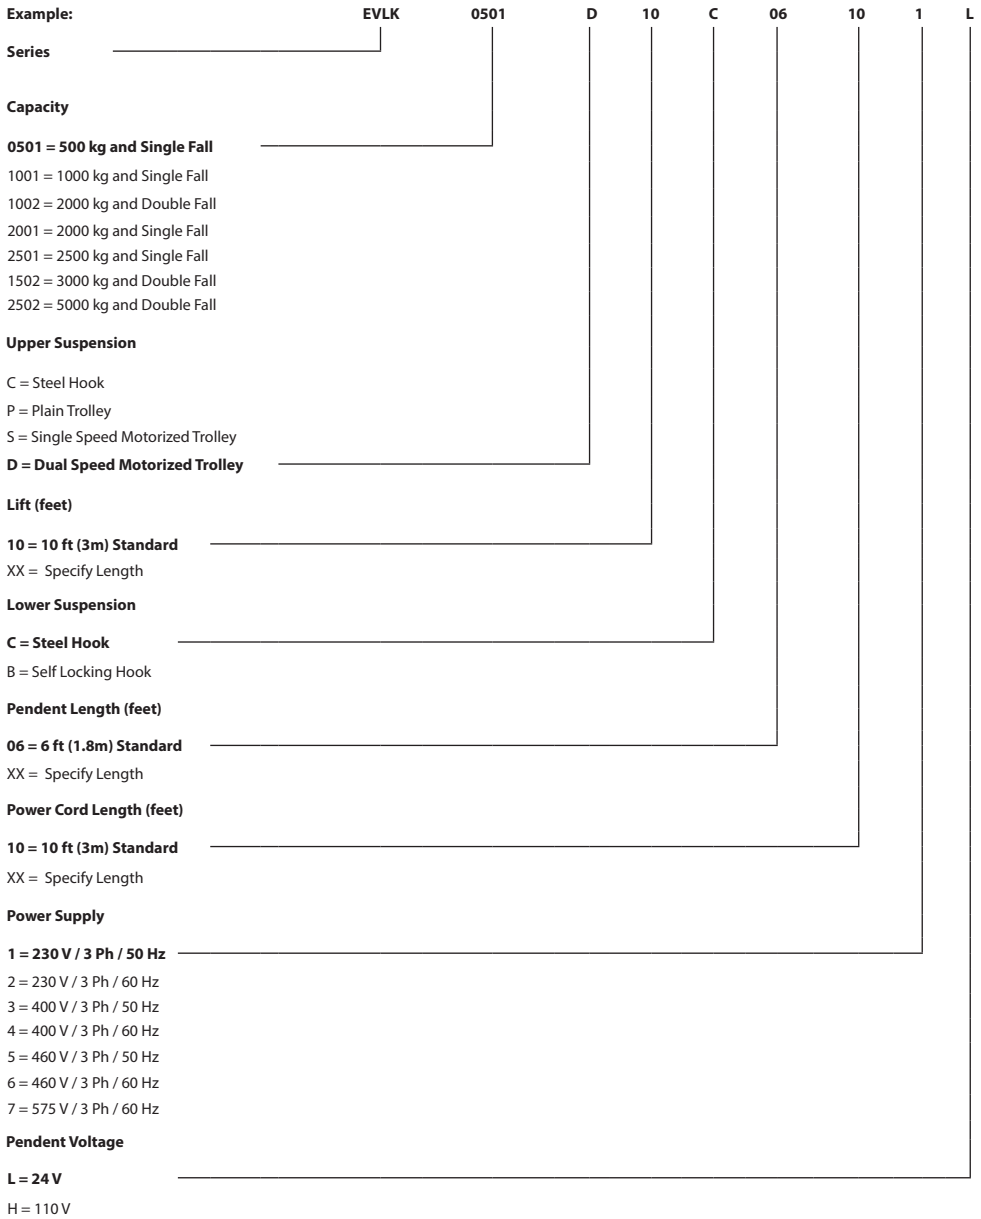 Example: EVLK 0501 D 10 C 06 10 1 L
Series
Capacity
0501 = 500 kg and Single Fall
1001 = 1000 kg and Single Fall
1002 = 2000 kg and Double Fall
2001 = 2000 kg and Single Fall
2501 = 2500 kg and Single Fall
1502 = 3000 kg and Double Fall
2502 = 5000 kg and Double Fall
Upper Suspension
C = Steel Hook
P = Plain Trolley
S = Single Speed Motorized Trolley
D = Dual Speed Motorized Trolley
Lift (feet)
10 = 10 ft (3m) Standard
XX = Specify Length
Lower Suspension
C = Steel Hook
B = Self Locking Hook
Pendent Length (feet)
06 = 6 ft (1.8m) Standard
XX = Specify Length
Power Cord Length (feet)
10 = 10 ft (3m) Standard
XX = Specify Length
Power Supply
1 = 230 V / 3 Ph / 50 Hz
2 = 230 V / 3 Ph / 60 Hz
3 = 400 V / 3 Ph / 50 Hz
4 = 400 V / 3 Ph / 60 Hz
5 = 460 V / 3 Ph / 50 Hz
6 = 460 V / 3 Ph / 60 Hz
7 = 575 V / 3 Ph / 60 Hz
Pendent Voltage
L = 24 V
H = 110 V